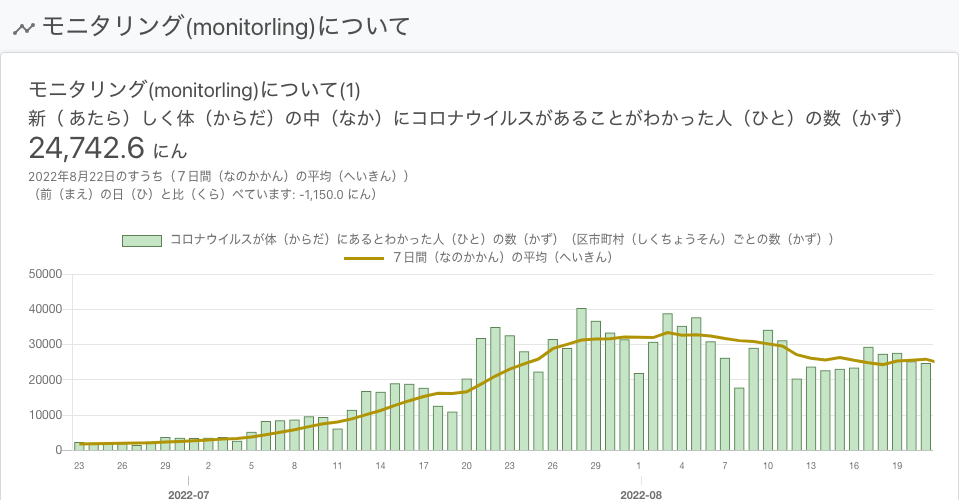 モニタリング(monitorling)について
モニタリング(monitorling)について(1)
新（ あたら）しく体（からだ）の中（なか）にコロナウイルスがあることがわかった人（ひと）の数（かず）
24,742.6 にん
2022年8月22日のすうち（７日間（なのかかん）の平均（へいきん））
（前（まえ）の日（ひ）と比（くら）べています: -1,150.0 にん）
コロナウイルスが体（からだ）にあるとわかった人（ひと）の数（かず）（区市町村（しくちょうそん）ごとの数（かず））
７日間（なのかかん）の平均（へいきん）
50000
40000
30000
20000
10000
0
23 26 29 2 5 8 11 14 17 20 23 26 29 1 4 7 10 13 16 19
2022-07 2022-08